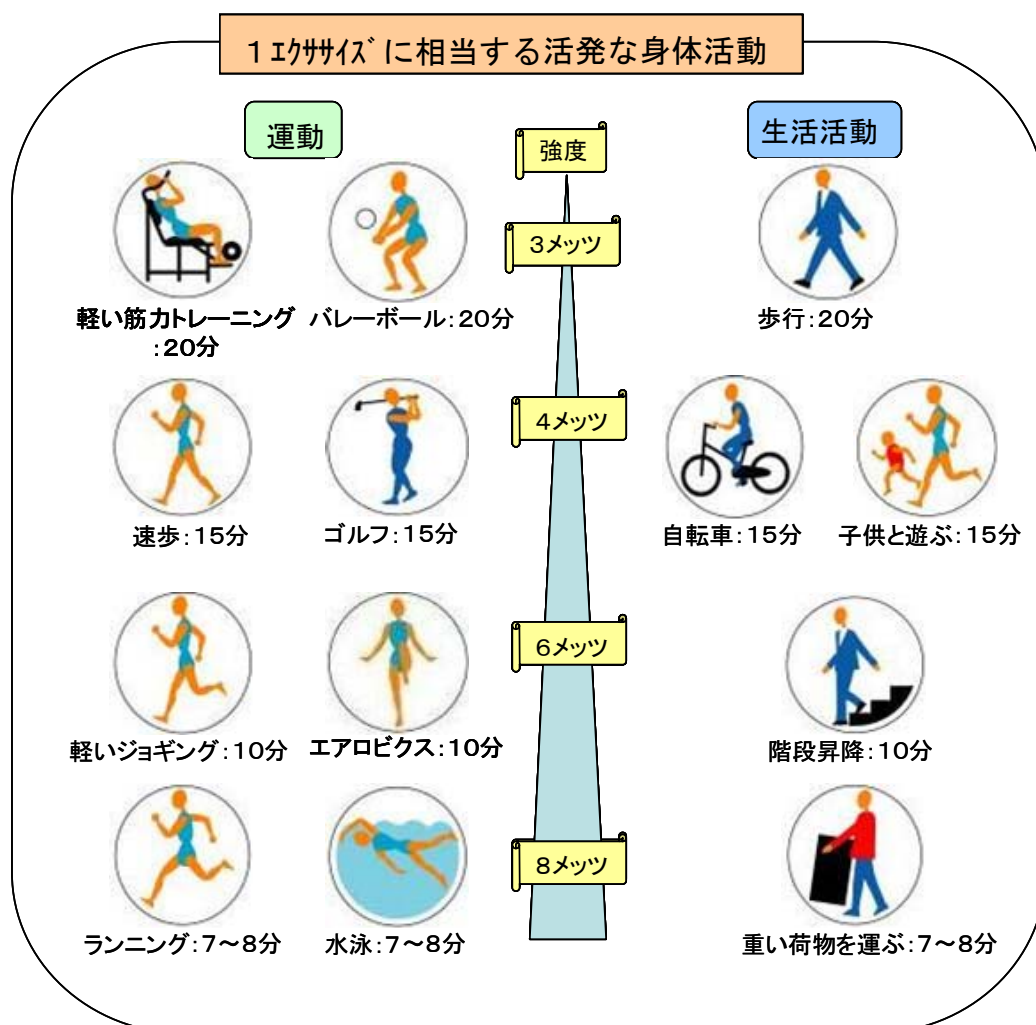 1ｴｸｻｻｲｽﾞに相当する活発な身体活動
運動
強度
生活活動
3メッツ
軽い筋力トレーニング
:20分
バレーボール:20分
歩行:20分
4メッツ
速歩:15分
ゴルフ:15分
自転車:15分
子供と遊ぶ:15分
6メッツ
軽いジョギング:10分
エアロビクス:10分
階段昇降:10分
8メッツ
ランニング:7～8分
水泳:7～8分
重い荷物を運ぶ:7～8分